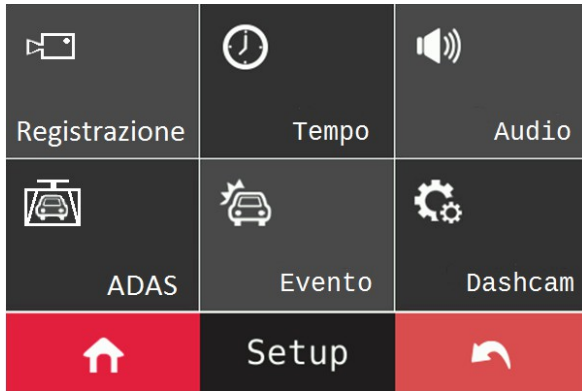 Registrazione
Tempo
Audio
ADAS
Evento
Dashcam
Setup